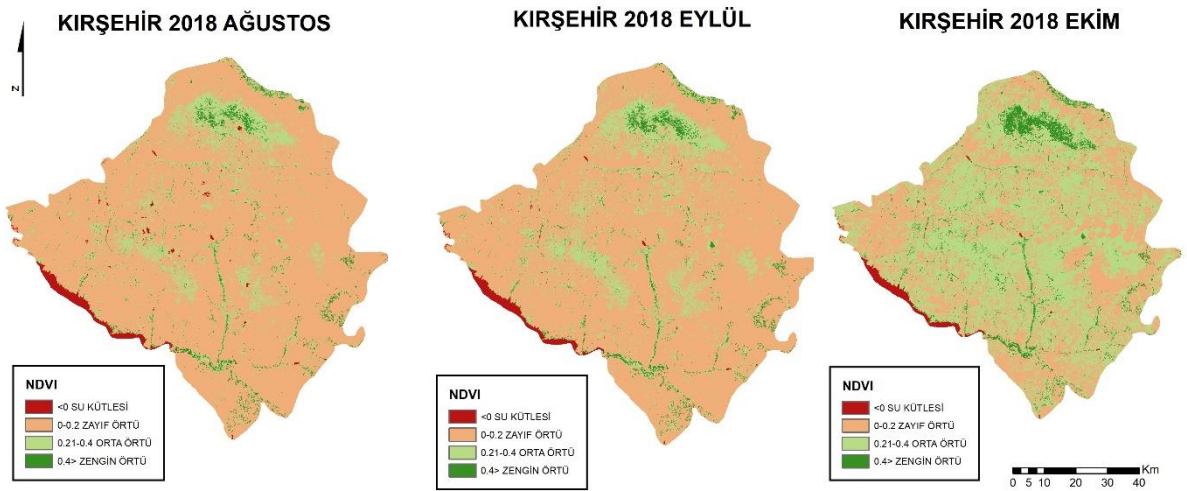 KIRŞEHİR 2018 AĞUSTOS
KIRŞEHİR 2018 EYLÜL
KIRŞEHİR 2018 EKİM
N
NDVI
<0 SU KÜTLESİ
0-0.2 ZAYIF ÖRTÜ
0.21-0.4 ORTA ÖRTÜ
0.4> ZENGİN ÖRTÜ
NDVI
<0 SU KÜTLESİ
0-0.2 ZAYIF ÖRTÜ
0.21-0.4 ORTA ÖRTÜ
0.4> ZENGİN ÖRTÜ
NDVI
<0 SU KÜTLESİ
0-0.2 ZAYIF ÖRTÜ
0.21-0.4 ORTA ÖRTÜ
0.4> ZENGİN ÖRTÜ
Km
0 5 10 20 30 40